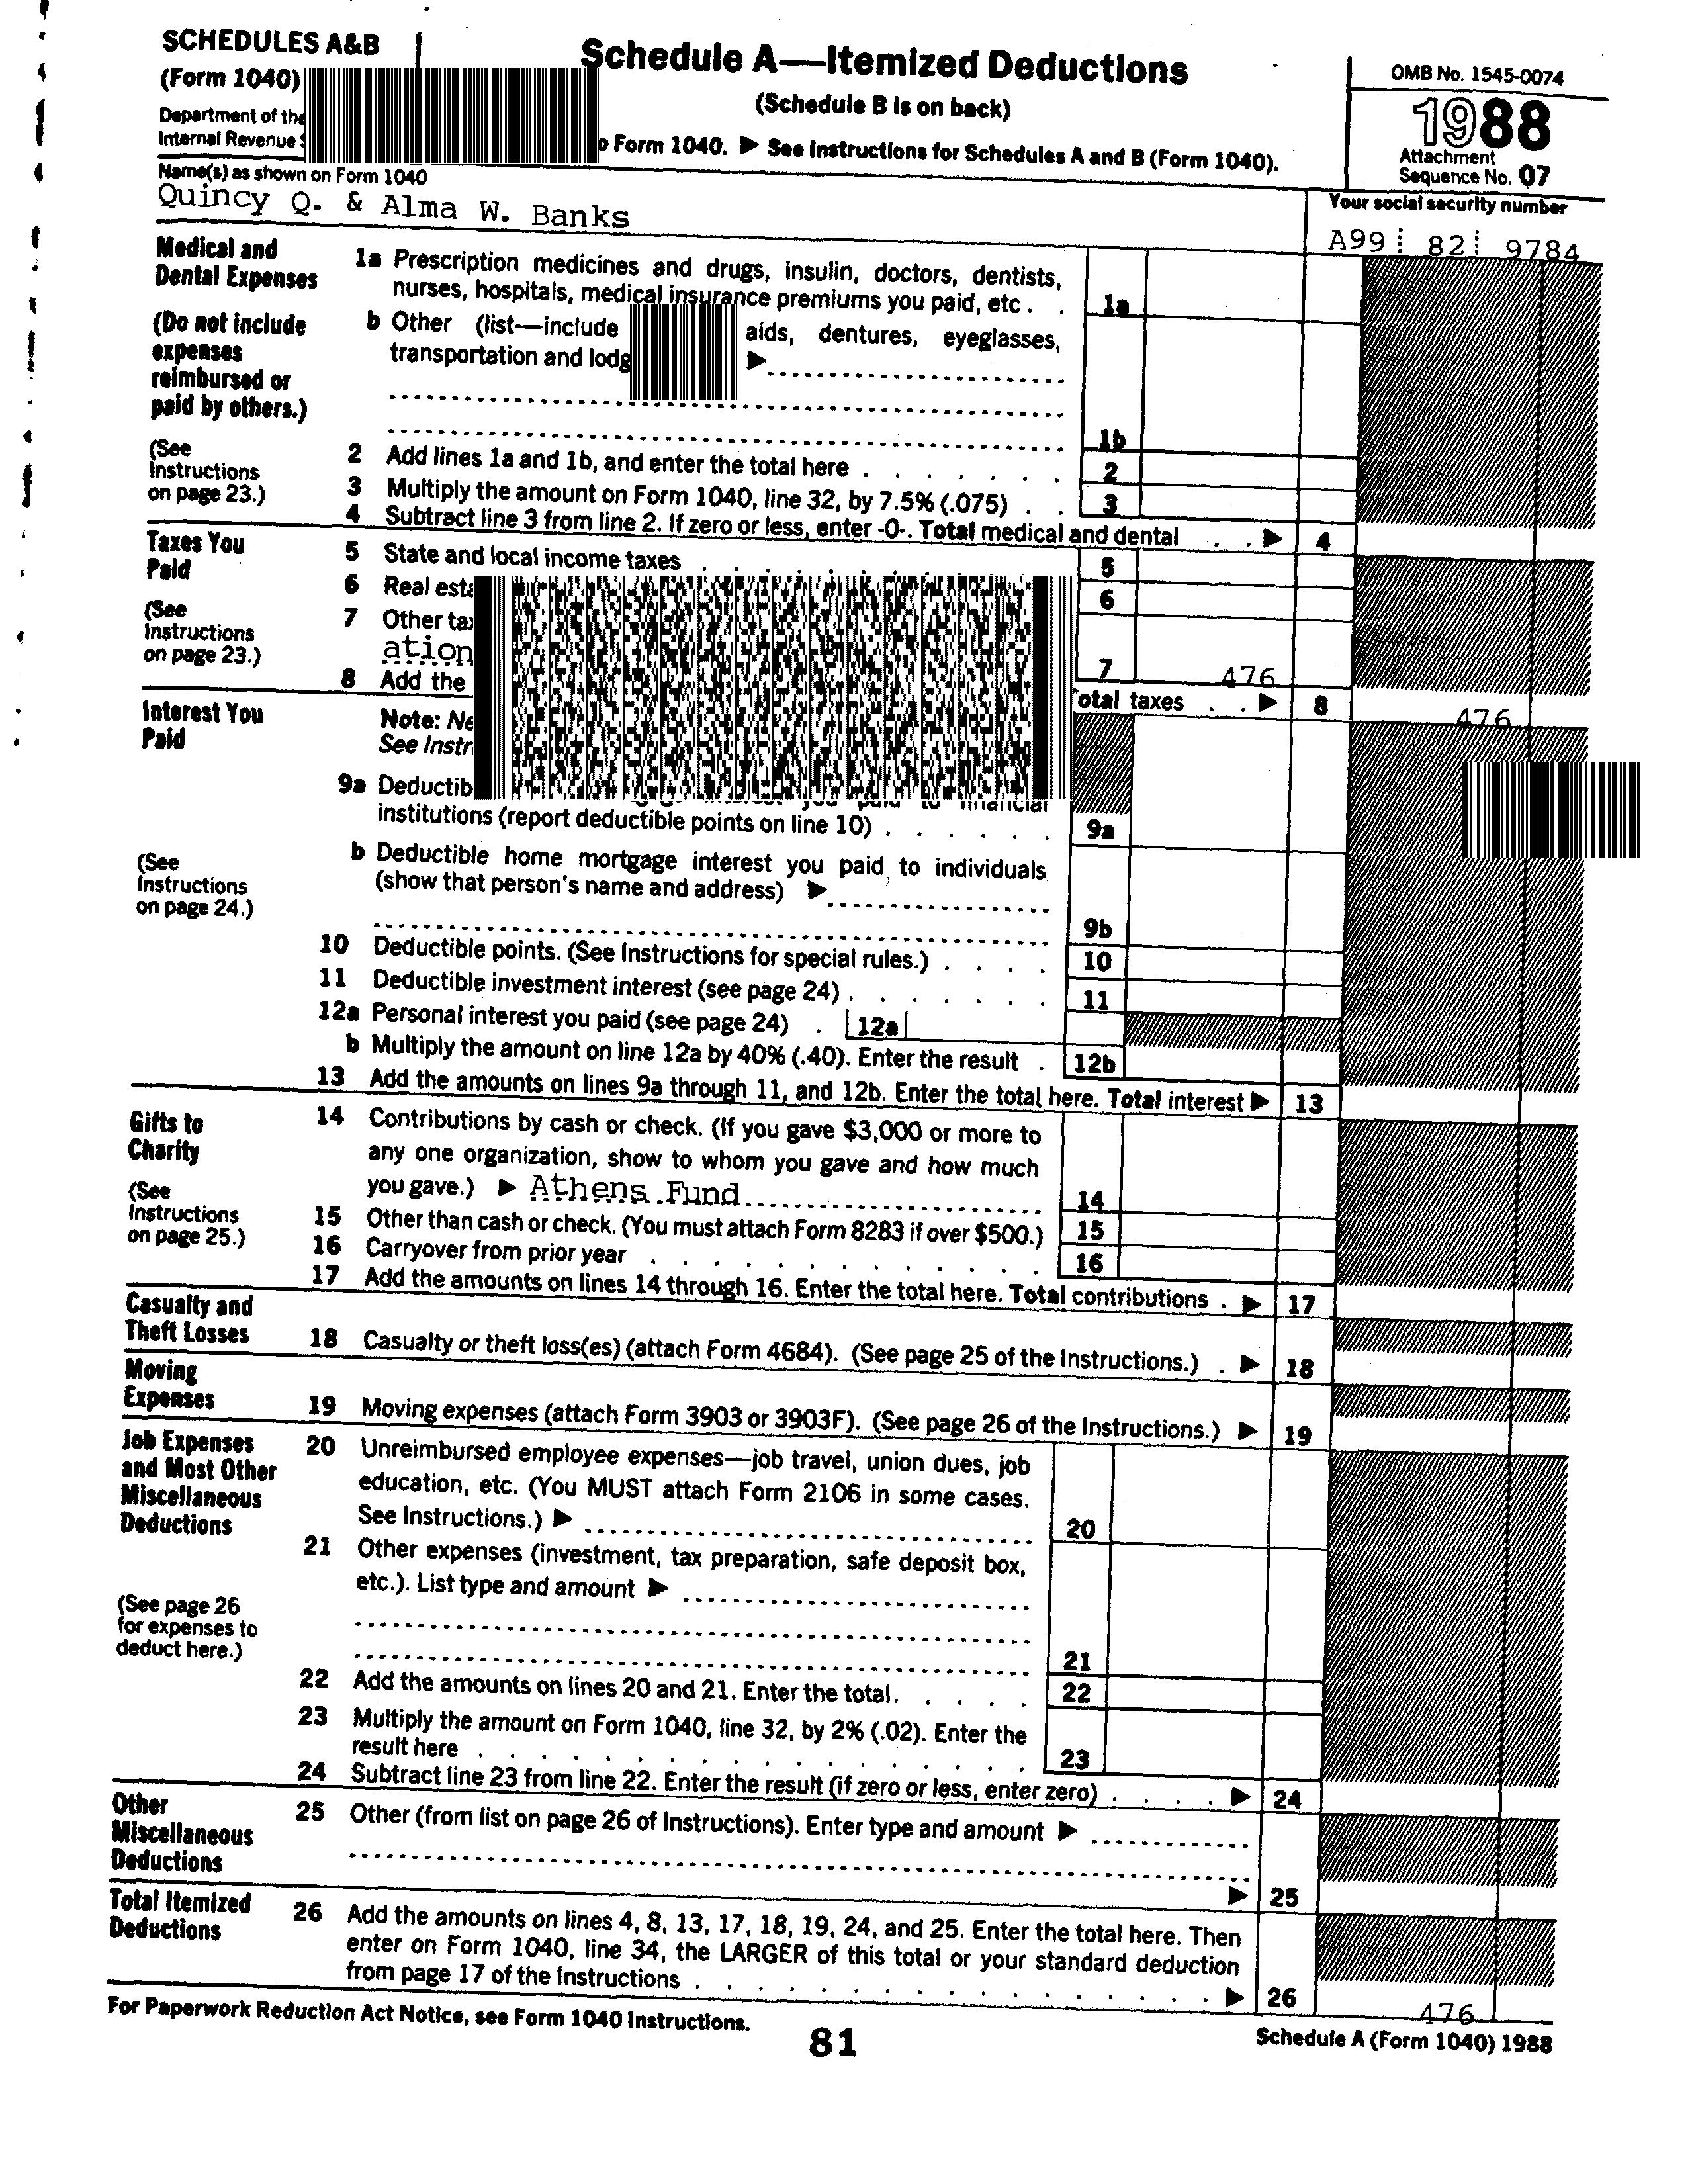 SCHEDULES A&B
(Form 1040)
Department of the
Internal Revenue
Schedule A—Itemized Deductions
(Schedule B is on back)
Form 1040. ▶ See Instructions for Schedules A and B (Form 1040).
OMB No. 1545-0074
1988
Attachment
Sequence No. 07
Name(s) as shown on Form 1040
Quincy Q. & Alma W. Banks
Your social security number
A99 82 9784
Medical and
Dental Expenses
(Do not include
expenses
reimbursed or
paid by others.)
(See
Instructions
on page 23.)
1a Prescription medicines and drugs, insulin, doctors, dentists,
nurses, hospitals, medical insurance premiums you paid, etc . . 1a
b Other (list—include aids, dentures, eyeglasses,
transportation and ▶
1b
2 Add lines 1a and 1b, and enter the total here . . . . . . . 2
3 Multiply the amount on Form 1040, line 32, by 7.5% (.075) . . 3
4 Subtract line 3 from line 2. If zero or less, enter -0-. Total medical and dental . . ▶ 4
Taxes You
Paid
(See
Instructions
on page 23.)
5 State and local income taxes . . . . . . . 5
6 Real 6
7 Other
7 476
8 Add the taxes . . ▶ 8 476
Interest You
Paid
(See
Instructions
on page 24.)
Note:
See
9a you paid to financial
institutions (report deductible points on line 10) . . . . . . 9a
b Deductible home mortgage interest you paid to individuals
(show that person's name and address) ▶
9b
10 Deductible points. (See Instructions for special rules.) . . . . 10
11 Deductible investment interest (see page 24) . . . . . . . 11
12a Personal interest you paid (see page 24) . 12a
b Multiply the amount on line 12a by 40% (.40). Enter the result . 12b
13 Add the amounts on lines 9a through 11, and 12b. Enter the total here. Total interest ▶ 13
Gifts to
Charity
(See
Instructions
on page 25.)
14 Contributions by cash or check. (If you gave $3,000 or more to
any one organization, show to whom you gave and how much
you gave.) ▶ Athens Fund 14
15 Other than cash or check. (You must attach Form 8283 if over $500.) 15
16 Carryover from prior year . . . . . . . . . . . . 16
17 Add the amounts on lines 14 through 16. Enter the total here. Total contributions . ▶ 17
Casualty and
Theft Losses
18 Casualty or theft loss(es) (attach Form 4684). (See page 25 of the Instructions.) . ▶ 18
Moving
Expenses
19 Moving expenses (attach Form 3903 or 3903F). (See page 26 of the Instructions.) ▶ 19
Job Expenses
and Most Other
Miscellaneous
Deductions
(See page 26
for expenses to
deduct here.)
20 Unreimbursed employee expenses—job travel, union dues, job
education, etc. (You MUST attach Form 2106 in some cases.
See Instructions.) ▶ 20
21 Other expenses (investment, tax preparation, safe deposit box,
etc.). List type and amount ▶
21
22 Add the amounts on lines 20 and 21. Enter the total. . . . . 22
23 Multiply the amount on Form 1040, line 32, by 2% (.02). Enter the
result here . . . . . . . . . . . . . . . . . 23
24 Subtract line 23 from line 22. Enter the result (if zero or less, enter zero) . . . . ▶ 24
Other
Miscellaneous
Deductions
25 Other (from list on page 26 of Instructions). Enter type and amount ▶
▶ 25
Total Itemized
Deductions
26 Add the amounts on lines 4, 8, 13, 17, 18, 19, 24, and 25. Enter the total here. Then
enter on Form 1040, line 34, the LARGER of this total or your standard deduction
from page 17 of the Instructions . . . . . . . . . . . . . . . . ▶ 26 476
For Paperwork Reduction Act Notice, see Form 1040 Instructions.
81
Schedule A (Form 1040) 1988